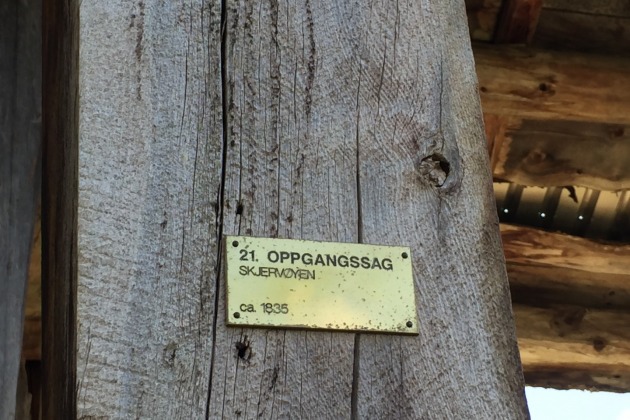 21. OPPGANGSSAG
SKJERVØYEN
ca. 1835